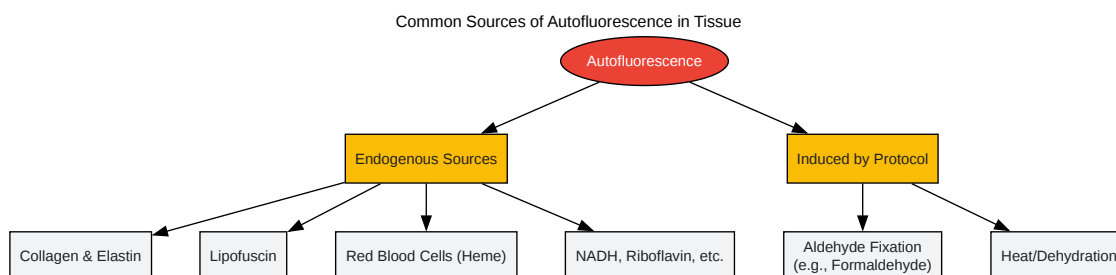 Common Sources of Autofluorescence in Tissue
Autofluorescence
Endogenous Sources
Induced by Protocol
Collagen & Elastin
Lipofuscin
Red Blood Cells (Heme)
NADH, Riboflavin, etc.
Aldehyde Fixation
(e.g., Formaldehyde)
Heat/Dehydration